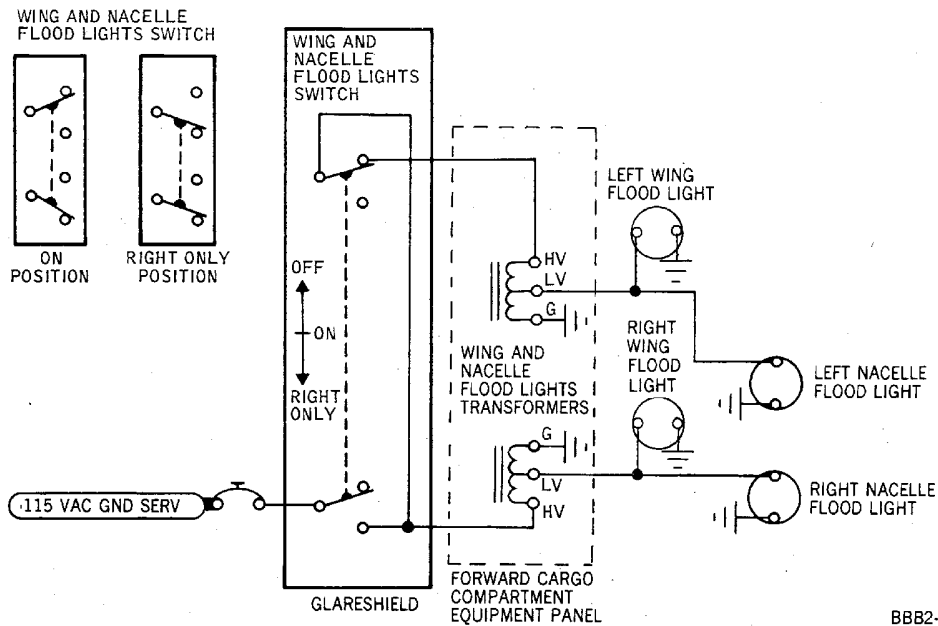 WING AND NACELLE
FLOOD LIGHTS SWITCH
ON
POSITION
RIGHT ONLY
POSITION
WING AND
NACELLE
FLOOD LIGHTS
SWITCH
OFF
ON
RIGHT
ONLY
115 VAC GND SERV
GLARESHIELD
HV
LV
G
WING AND
NACELLE
FLOOD LIGHTS
TRANSFORMERS
G
LV
HV
FORWARD CARGO
COMPARTMENT
EQUIPMENT PANEL
LEFT WING
FLOOD LIGHT
RIGHT
WING
FLOOD
LIGHT
LEFT NACELLE
FLOOD LIGHT
RIGHT NACELLE
FLOOD LIGHT
BBB2-